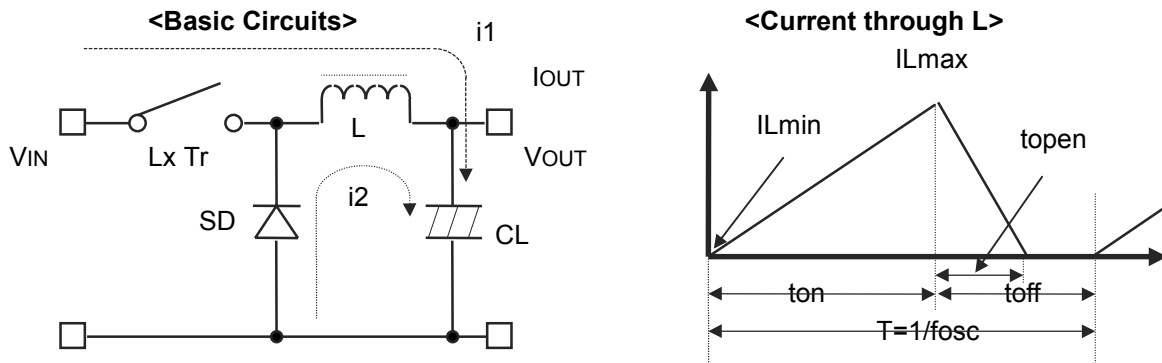 <Basic Circuits>
i1
IOUT
VIN
Lx Tr
L
VOUT
i2
SD
CL
<Current through L>
ILmax
ILmin
topen
ton
toff
T=1/fosc